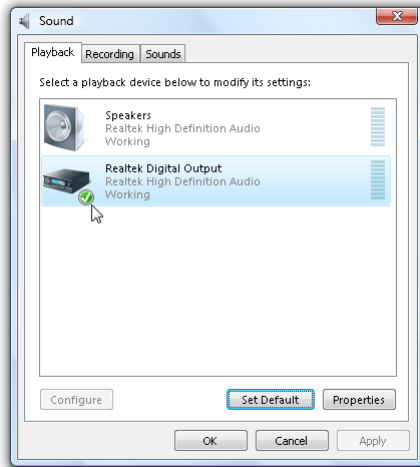 Sound
Playback Recording Sounds
Select a playback device below to modify its settings:
Speakers
Realtek High Definition Audio
Working
Realtek Digital Output
Realtek High Definition Audio
Working
Configure Set Default Properties
OK Cancel Apply